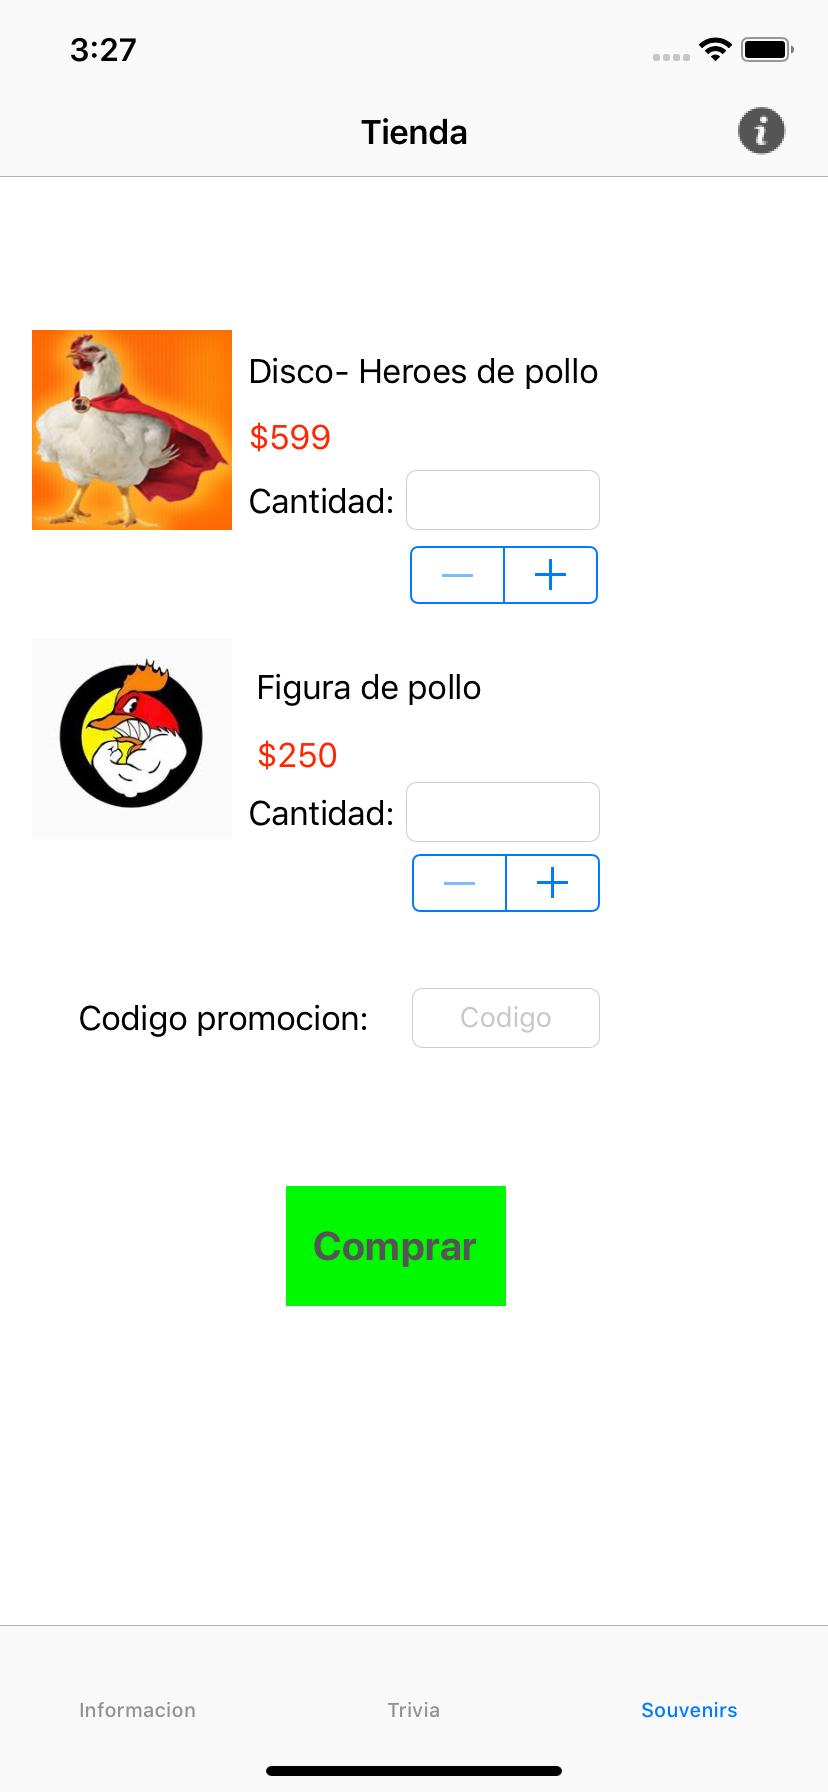 3:27
Tienda
Disco- Heroes de pollo
$599
Cantidad:
Figura de pollo
$250
Cantidad:
Codigo promocion: Codigo
Comprar
Informacion Trivia Souvenirs